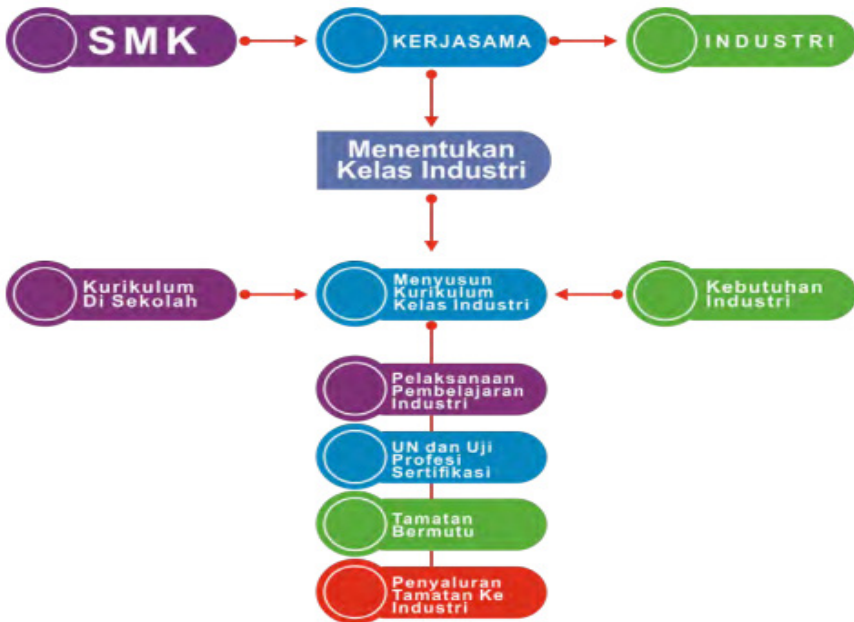 SMK
KERJASAMA
INDUSTRI
Menentukan
Kelas Industri
Kurikulum
Di Sekolah
Menyusun
Kurikulum
Kelas Industri
Kebutuhan
Industri
Pelaksanaan
Pembelajaran
Industri
UN dan Uji
Profesi
Sertifikasi
Tamatan
Bermutu
Penyaluran
Tamatan Ke
Industri